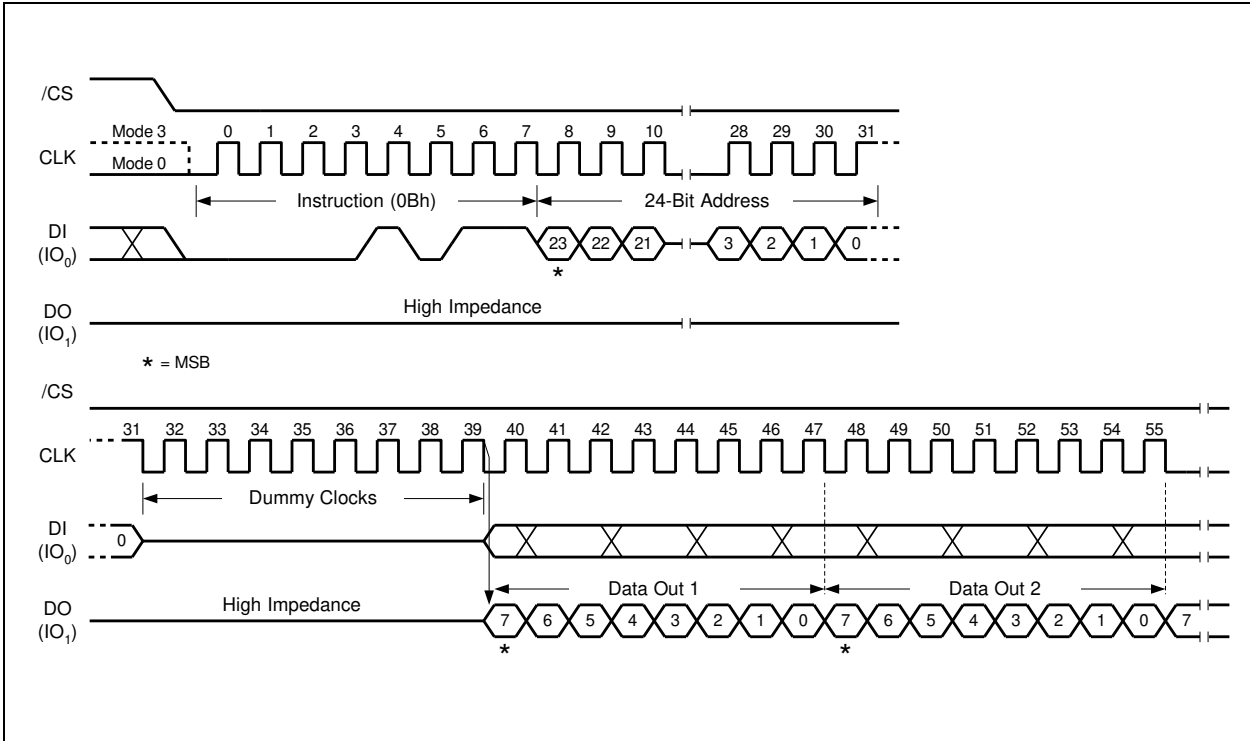 /CS
Mode 3 0 1 2 3 4 5 6 7 8 9 10 28 29 30 31
CLK
Mode 0
Instruction (0Bh) 24-Bit Address
DI
(IO0) 23 22 21 3 2 1 0
*
High Impedance
DO
(IO1)
* = MSB
/CS
31 32 33 34 35 36 37 38 39 40 41 42 43 44 45 46 47 48 49 50 51 52 53 54 55
CLK
Dummy Clocks
DI
(IO0) 0
Data Out 1 Data Out 2
High Impedance
DO
(IO1) 7 6 5 4 3 2 1 0 7 6 5 4 3 2 1 0 7
* *